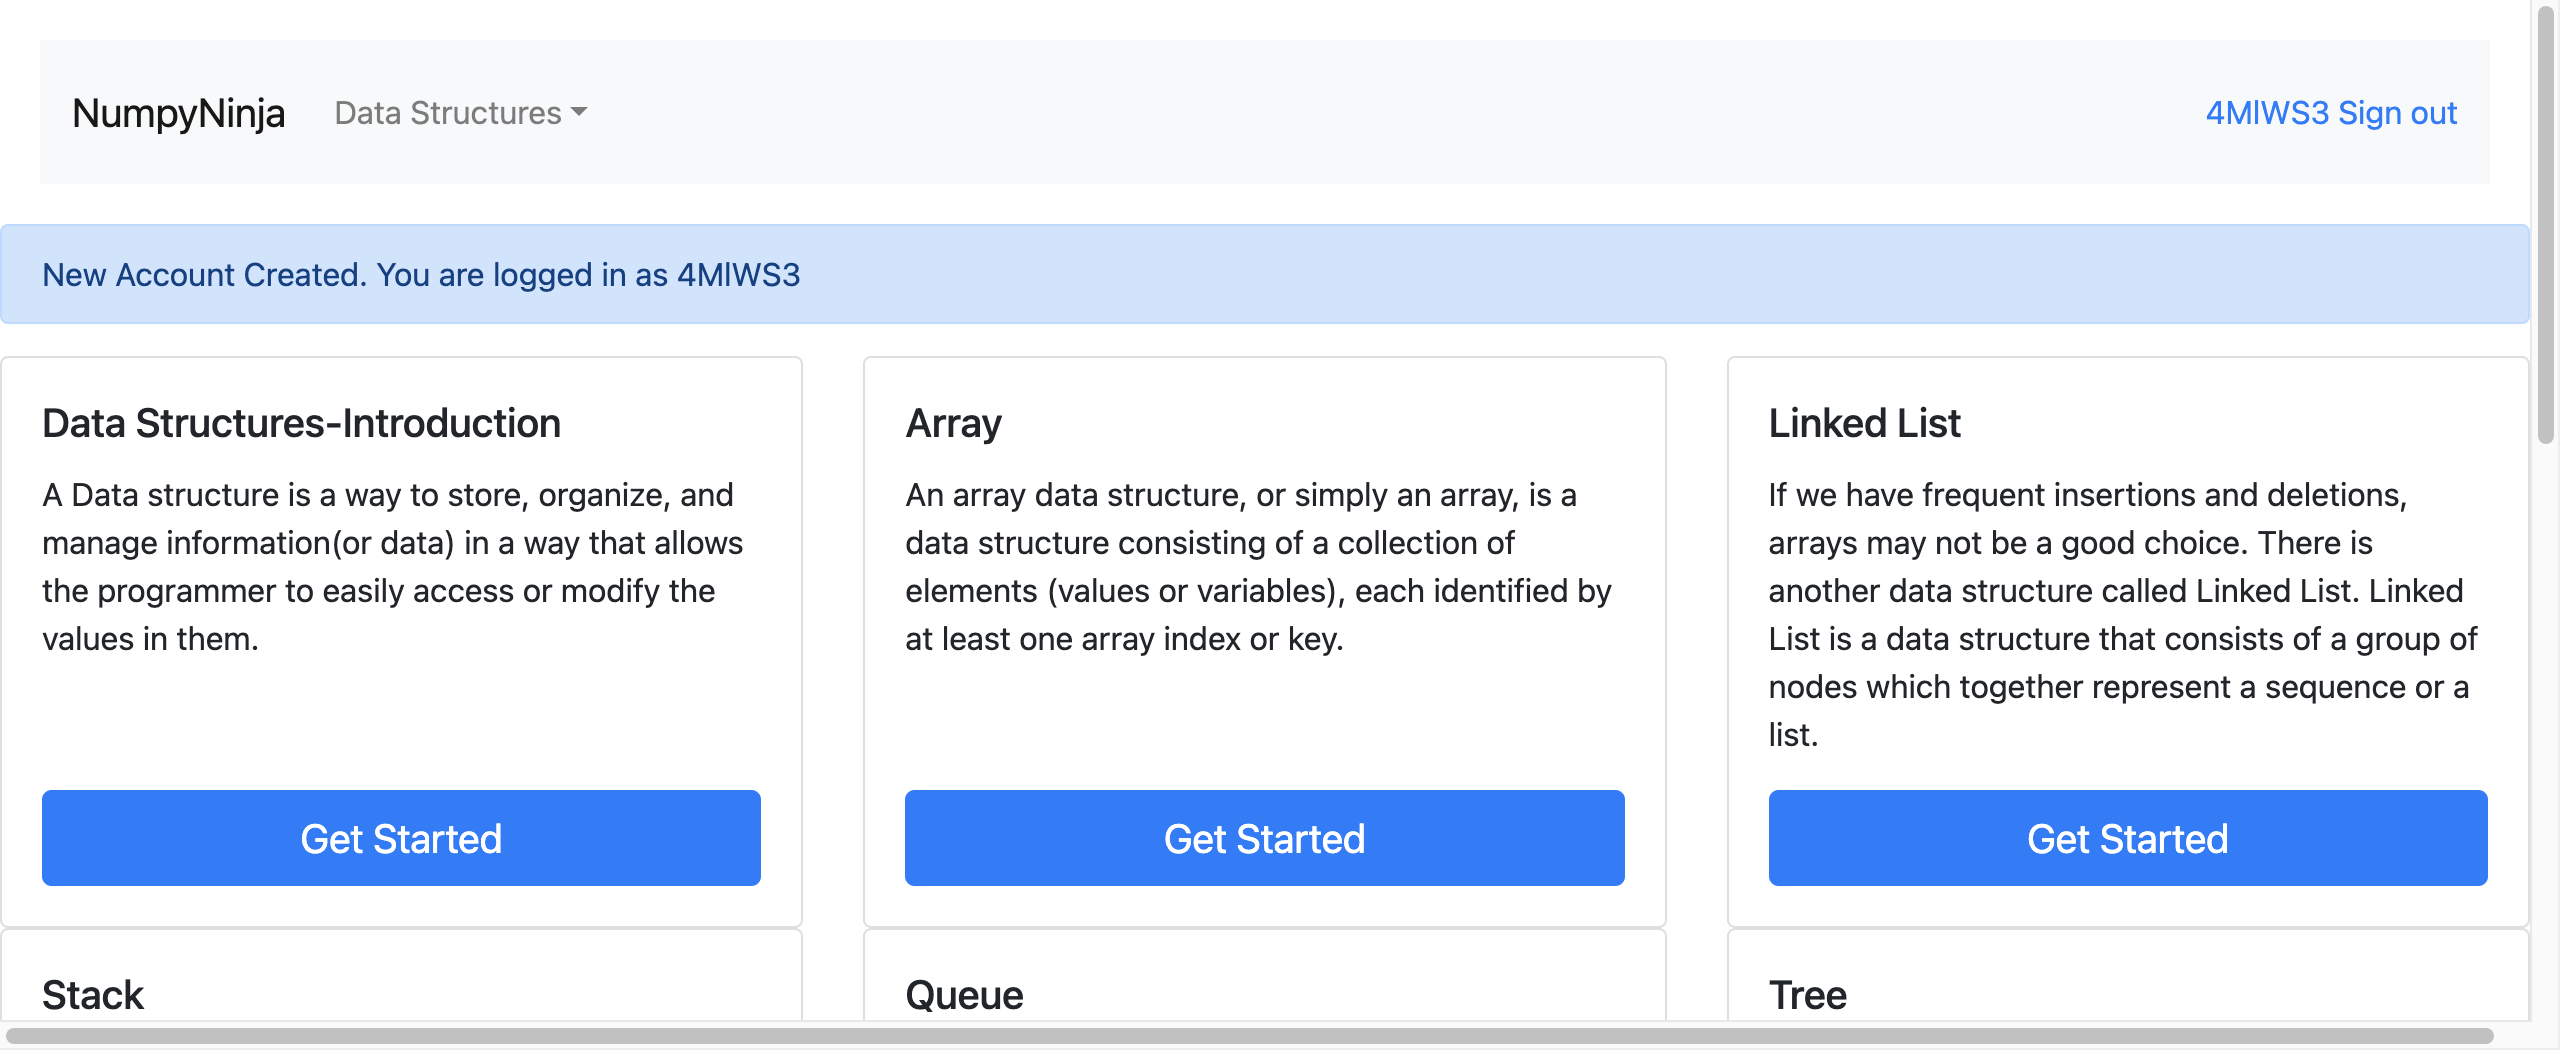 NumpyNinja
Data Structures
4MlWS3 Sign out
New Account Created. You are logged in as 4MlWS3
Data Structures-Introduction
A Data structure is a way to store, organize, and
manage information(or data) in a way that allows
the programmer to easily access or modify the
values in them.
Get Started
Array
An array data structure, or simply an array, is a
data structure consisting of a collection of
elements (values or variables), each identified by
at least one array index or key.
Get Started
Linked List
If we have frequent insertions and deletions,
arrays may not be a good choice. There is
another data structure called Linked List. Linked
List is a data structure that consists of a group of
nodes which together represent a sequence or a
list.
Get Started
Stack
Queue
Tree